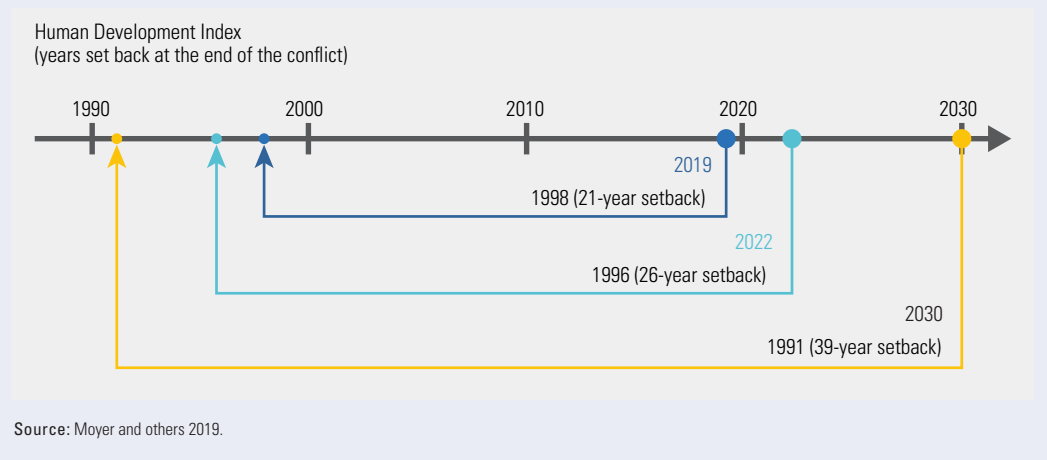 Human Development Index
(years set back at the end of the conflict)
1990
2000
2010
2020
2030
2019
1998 (21-year setback)
2022
1996 (26-year setback)
2030
1991 (39-year setback)
Source: Moyer and others 2019.